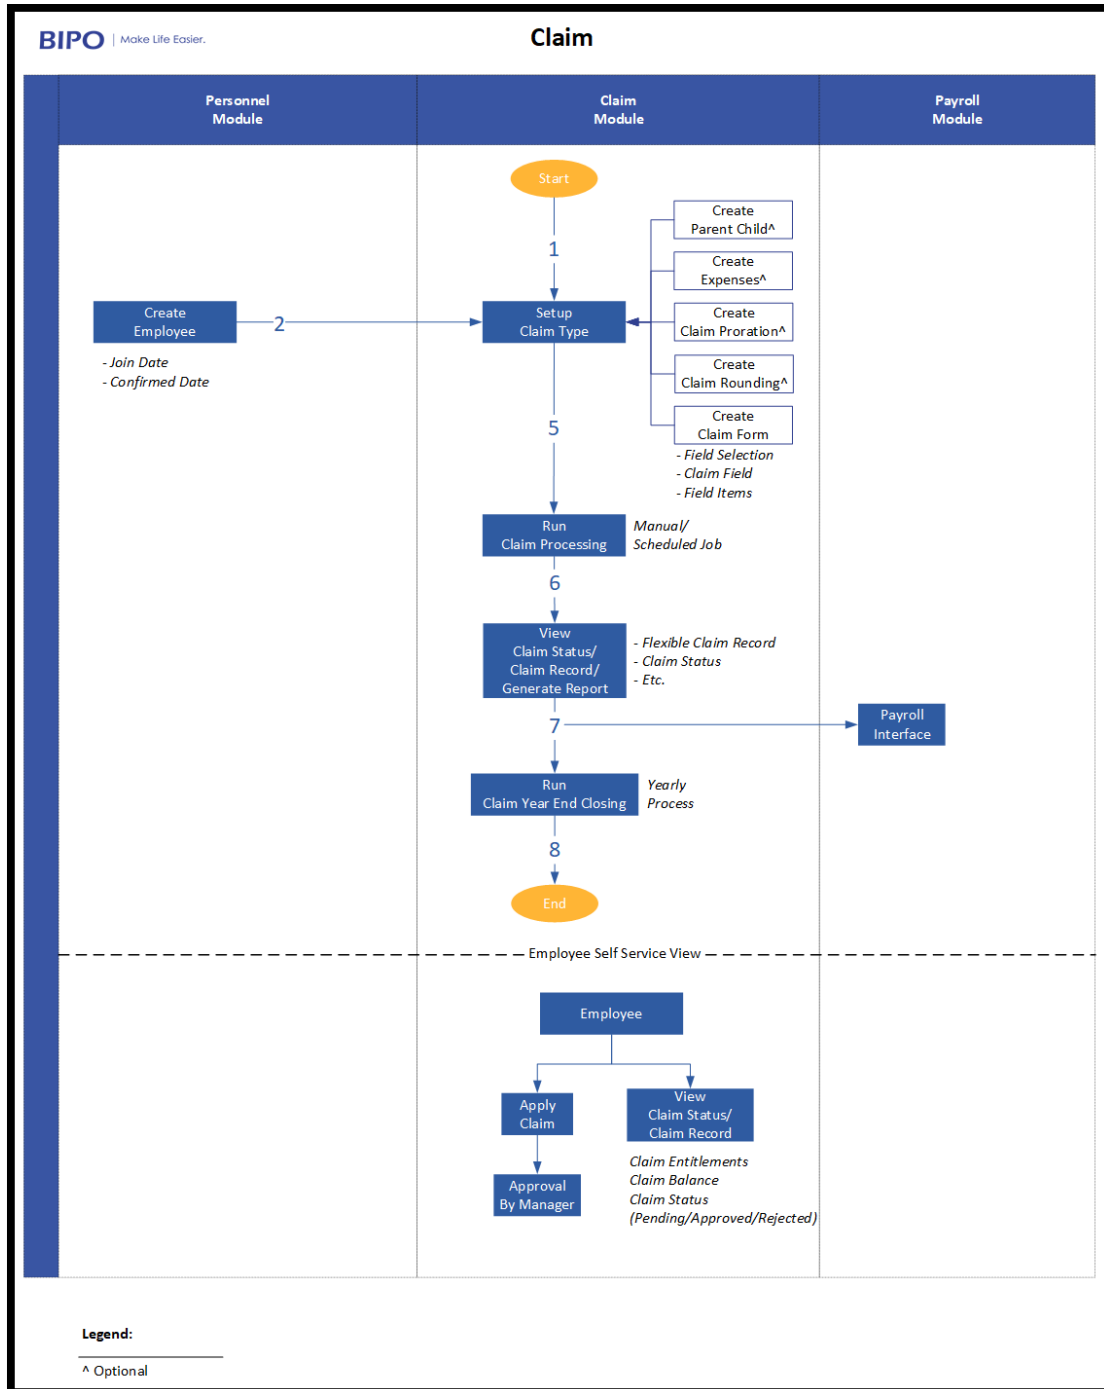 BIPO
Make Life Easier.
Claim
Personnel
Module
Claim
Module
Payroll
Module
Start
1
Create
Parent Child^
Create
Expenses^
Create
Employee
2
Setup
Claim Type
Create
Claim Proration^
- Join Date
- Confirmed Date
Create
Claim Rounding^
5
Create
Claim Form
- Field Selection
- Claim Field
- Field Items
Run
Claim Processing
Manual/
Scheduled Job
6
View
Claim Status/
Claim Record/
Generate Report
- Flexible Claim Record
- Claim Status
- Etc.
7
Payroll
Interface
Run
Claim Year End Closing
Yearly
Process
8
End
Employee Self Service View
Employee
Apply
Claim
View
Claim Status/
Claim Record
Approval
By Manager
Claim Entitlements
Claim Balance
Claim Status
(Pending/Approved/Rejected)
Legend:
^ Optional